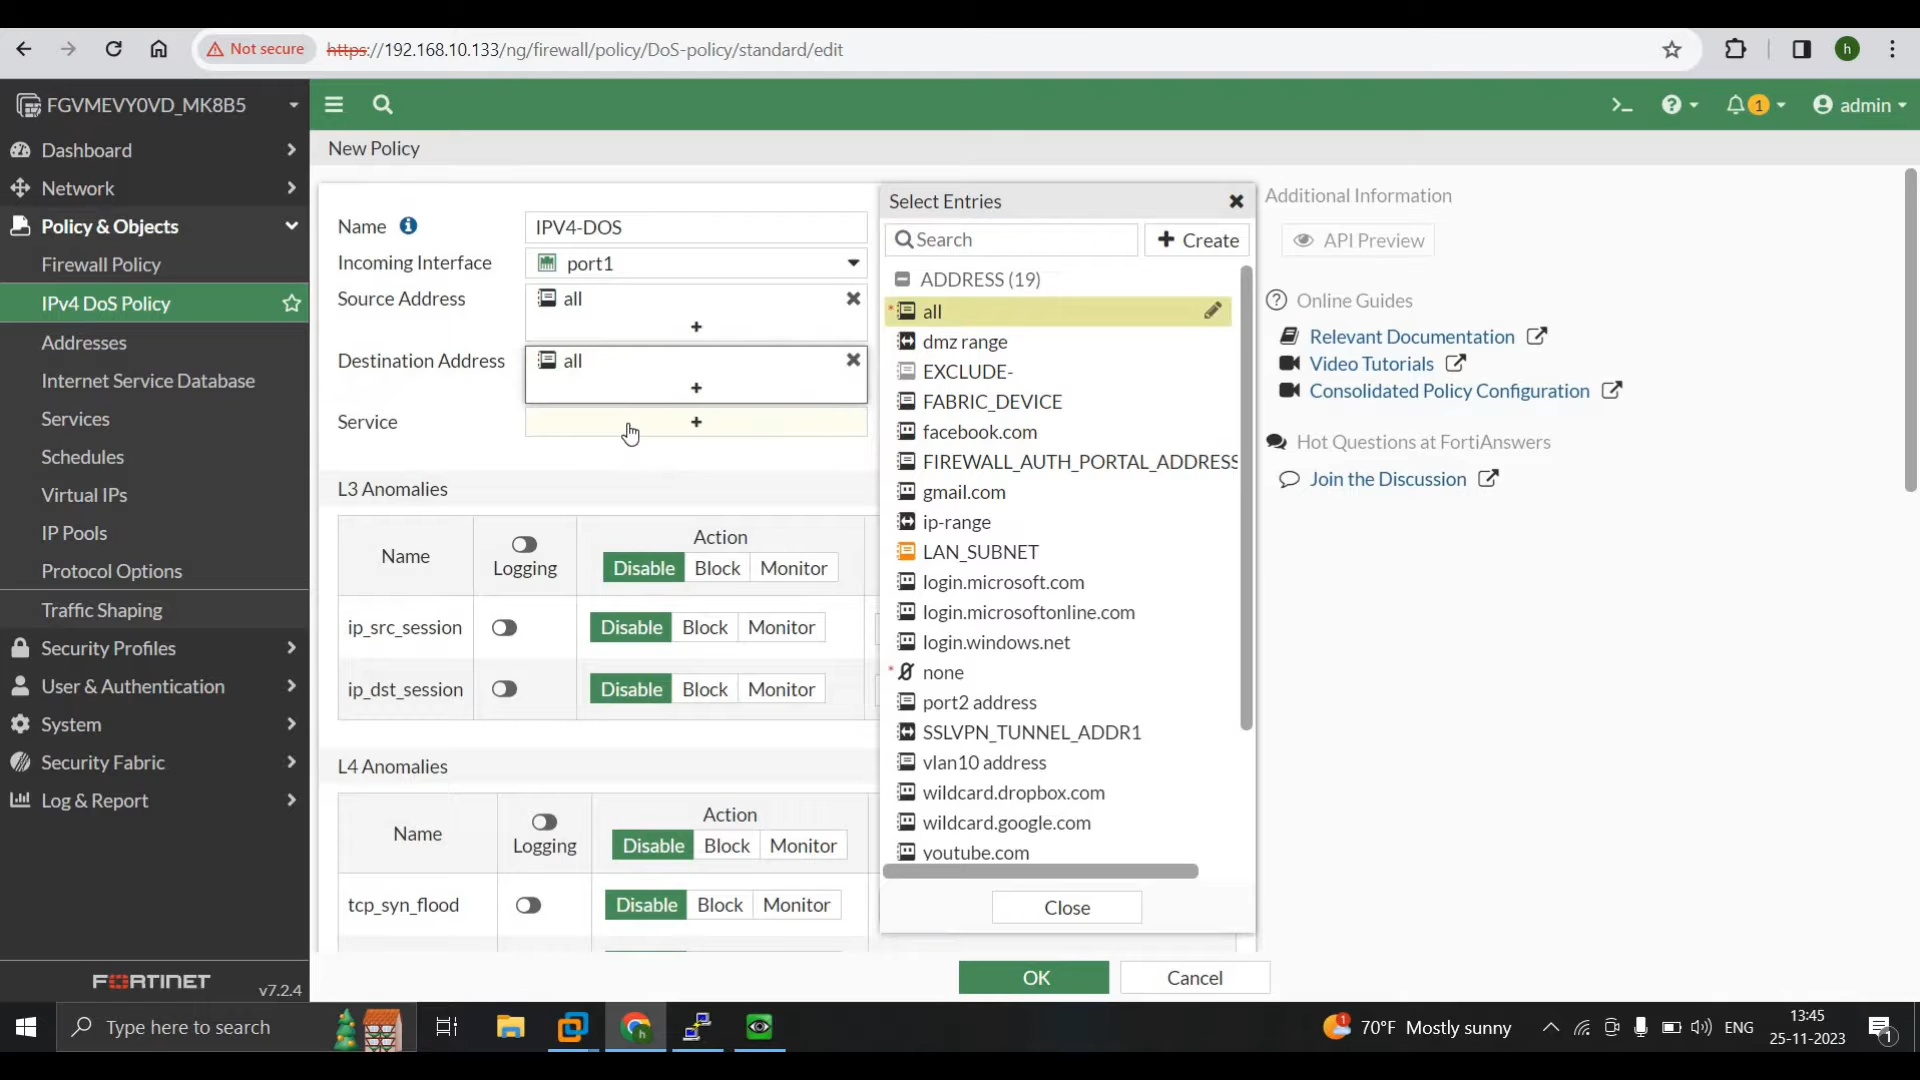 Not secure https://192.168.10.133/ng/firewall/policy/DoS-policy/standard/edit h
FGVMEVY0VD_MK8B5
1 admin
Dashboard
Network
Policy & Objects
Firewall Policy
IPv4 DoS Policy
Addresses
Internet Service Database
Services
Schedules
Virtual IPs
IP Pools
Protocol Options
Traffic Shaping
Security Profiles
User & Authentication
System
Security Fabric
Log & Report
FORTINET v7.2.4
New Policy
Name IPV4-DOS
Incoming Interface port1
Source Address all
+
Destination Address all
+
Service +
L3 Anomalies
Name Logging Action
Disable Block Monitor
ip_src_session Disable Block Monitor
ip_dst_session Disable Block Monitor
L4 Anomalies
Name Logging Action
Disable Block Monitor
tcp_syn_flood Disable Block Monitor
Select Entries
Search + Create
ADDRESS (19)
all
dmz range
EXCLUDE-
FABRIC_DEVICE
facebook.com
FIREWALL_AUTH_PORTAL_ADDRESS
gmail.com
ip-range
LAN_SUBNET
login.microsoft.com
login.microsoftonline.com
login.windows.net
none
port2 address
SSLVPN_TUNNEL_ADDR1
vlan10 address
wildcard.dropbox.com
wildcard.google.com
youtube.com
Close
OK Cancel
Additional Information
API Preview
Online Guides
Relevant Documentation
Video Tutorials
Consolidated Policy Configuration
Hot Questions at FortiAnswers
Join the Discussion
Type here to search
1 70°F Mostly sunny ENG 13:45
25-11-2023 1